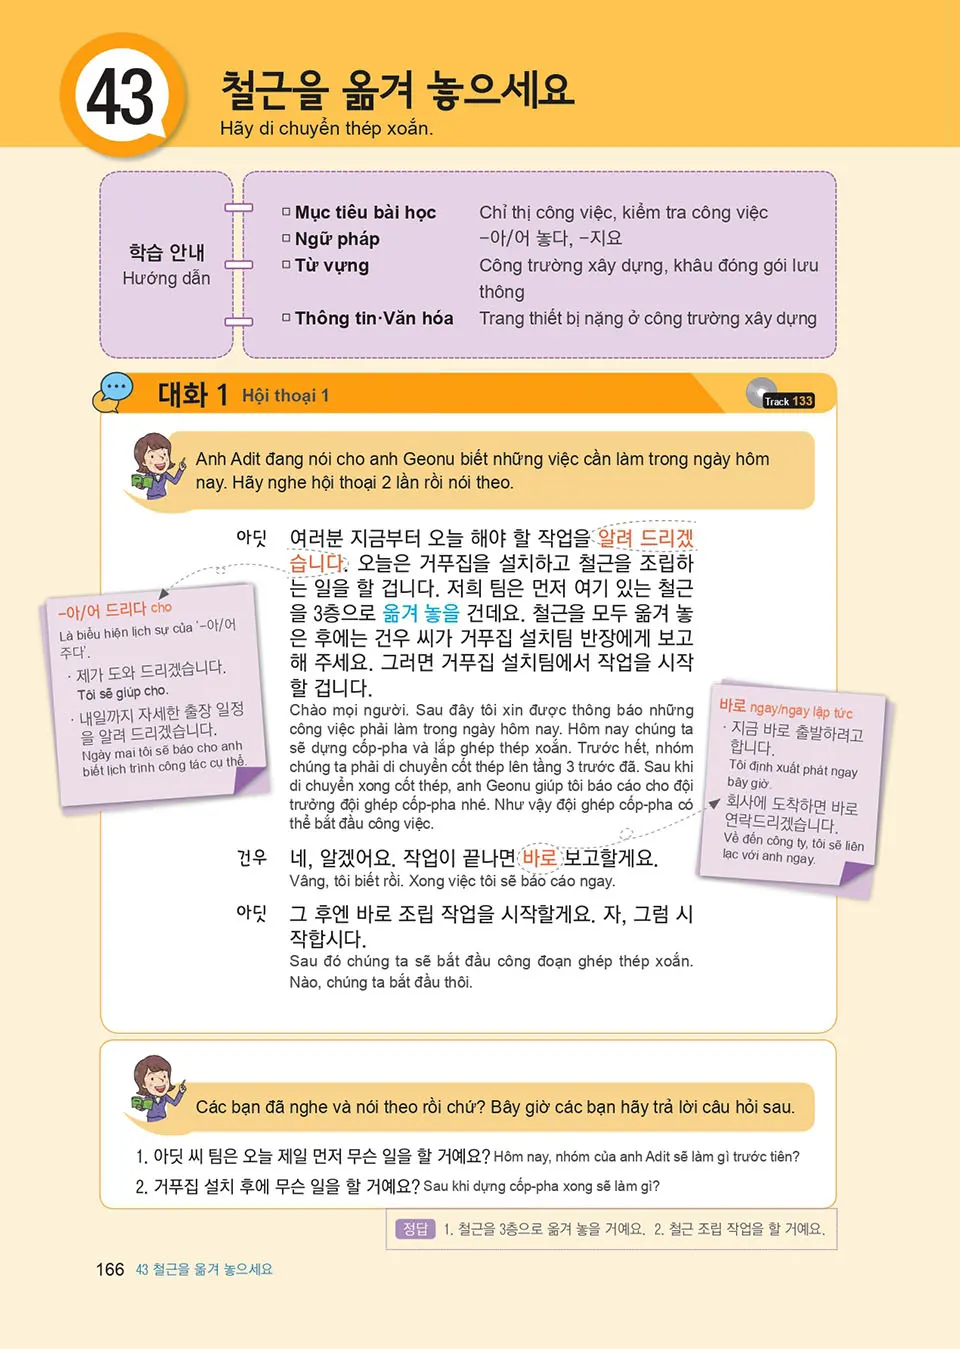 43
철근을 옮겨 놓으세요
Hãy di chuyển thép xoắn.
학습 안내
Hướng dẫn
□ Mục tiêu bài học Chỉ thị công việc, kiểm tra công việc
□ Ngữ pháp –아/어 놓다, –지요
□ Từ vựng Công trường xây dựng, khâu đóng gói lưu
thông
□ Thông tin·Văn hóa Trang thiết bị nặng ở công trường xây dựng
대화 1 Hội thoại 1
Track 133
Anh Adit đang nói cho anh Geonu biết những việc cần làm trong ngày hôm
nay. Hãy nghe hội thoại 2 lần rồi nói theo.
아딧 여러분 지금부터 오늘 해야 할 작업을 알려 드리겠
습니다. 오늘은 거푸집을 설치하고 철근을 조립하
는 일을 할 겁니다. 저희 팀은 먼저 여기 있는 철근
을 3층으로 옮겨 놓을 건데요. 철근을 모두 옮겨 놓
은 후에는 건우 씨가 거푸집 설치팀 반장에게 보고
해 주세요. 그러면 거푸집 설치팀에서 작업을 시작
할 겁니다.
Chào mọi người. Sau đây tôi xin được thông báo những
công việc phải làm trong ngày hôm nay. Hôm nay chúng ta
sẽ dựng cốp-pha và lắp ghép thép xoắn. Trước hết, nhóm
chúng ta phải di chuyển cốt thép lên tầng 3 trước đã. Sau khi
di chuyển xong cốt thép, anh Geonu giúp tôi báo cáo cho đội
trưởng đội ghép cốp-pha nhé. Như vậy đội ghép cốp-pha có
thể bắt đầu công việc.
건우 네, 알겠어요. 작업이 끝나면 바로 보고할게요.
Vâng, tôi biết rồi. Xong việc tôi sẽ báo cáo ngay.
아딧 그 후엔 바로 조립 작업을 시작할게요. 자, 그럼 시
작합시다.
Sau đó chúng ta sẽ bắt đầu công đoạn ghép thép xoắn.
Nào, chúng ta bắt đầu thôi.
–아/어 드리다 cho
Là biểu hiện lịch sự của ‘–아/어
주다’.
· 제가 도와 드리겠습니다.
Tôi sẽ giúp cho.
· 내일까지 자세한 출장 일정
을 알려 드리겠습니다.
Ngày mai tôi sẽ báo cho anh
biết lịch trình công tác cụ thể.
바로 ngay/ngay lập tức
· 지금 바로 출발하려고
합니다.
Tôi định xuất phát ngay
bây giờ.
· 회사에 도착하면 바로
연락드리겠습니다.
Về đến công ty, tôi sẽ liên
lạc với anh ngay.
Các bạn đã nghe và nói theo rồi chứ? Bây giờ các bạn hãy trả lời câu hỏi sau.
1. 아딧 씨 팀은 오늘 제일 먼저 무슨 일을 할 거예요? Hôm nay, nhóm của anh Adit sẽ làm gì trước tiên?
2. 거푸집 설치 후에 무슨 일을 할 거예요? Sau khi dựng cốp-pha xong sẽ làm gì?
정답 1. 철근을 3층으로 옮겨 놓을 거예요. 2. 철근 조립 작업을 할 거예요.
166 43 철근을 옮겨 놓으세요